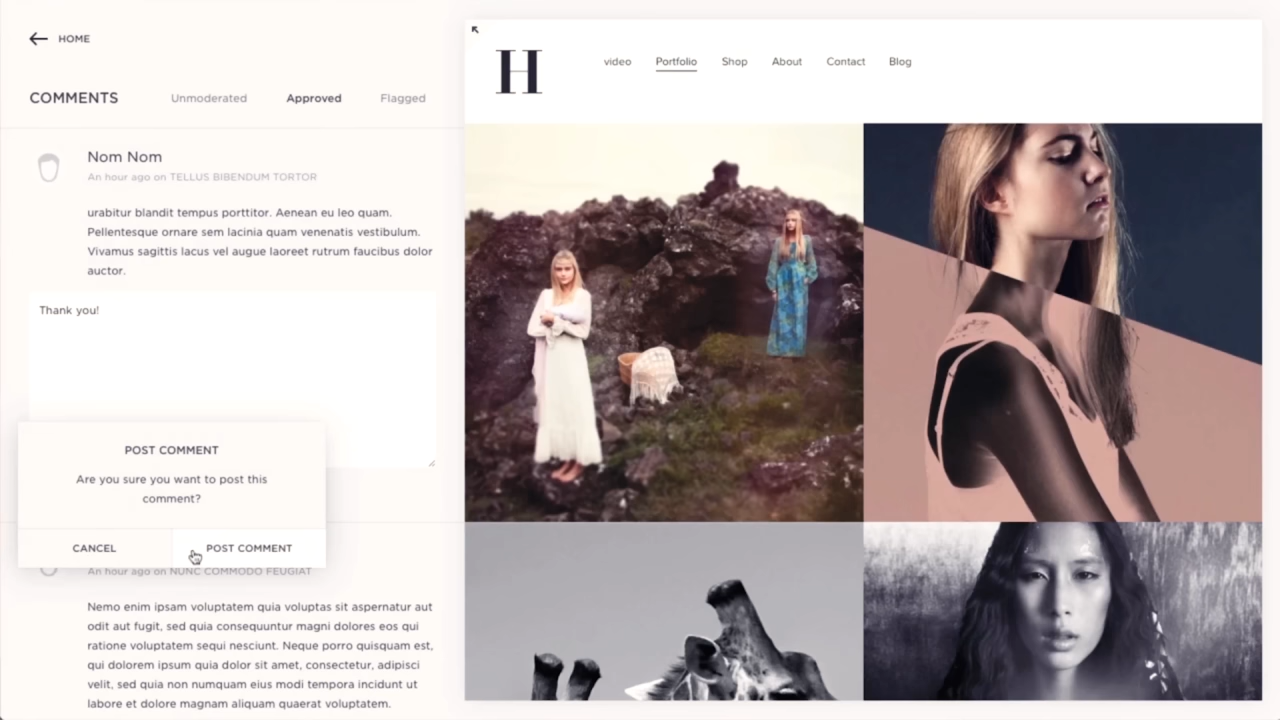 HOME
COMMENTS
Unmoderated
Approved
Flagged
Nom Nom
An hour ago on TELLUS BIBENDUM TORTOR
urabitur blandit tempus porttitor. Aenean eu leo quam.
Pellentesque ornare sem lacinia quam venenatis vestibulum.
Vivamus sagittis lacus vel augue laoreet rutrum faucibus dolor
auctor.
Thank you!
POST COMMENT
Are you sure you want to post this
comment?
CANCEL
POST COMMENT
An hour ago on NUNC COMMODO FEUGIAT
Nemo enim ipsam voluptatem quia voluptas sit aspernatur aut
odit aut fugit, sed quia consequuntur magni dolores eos qui
ratione voluptatem sequi nesciunt. Neque porro quisquam est,
qui dolorem ipsum quia dolor sit amet, consectetur, adipisci
velit, sed quia non numquam eius modi tempora incidunt ut
labore et dolore magnam aliquam quaerat voluptatem.
H
video
Portfolio
Shop
About
Contact
Blog